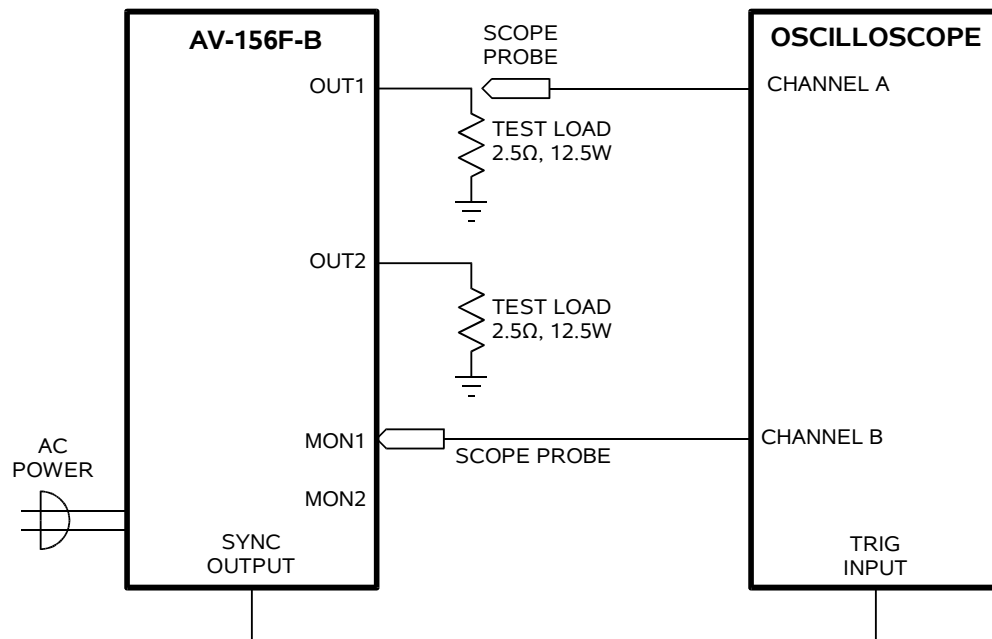 AV-156F-B
OUT1
SCOPE
PROBE
OSCILLOSCOPE
CHANNEL A
TEST LOAD
2.5Ω, 12.5W
OUT2
TEST LOAD
2.5Ω, 12.5W
MON1
SCOPE PROBE
CHANNEL B
AC
POWER
MON2
SYNC
OUTPUT
TRIG
INPUT